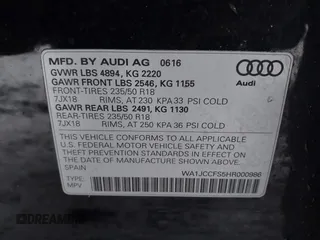 MFD. BY AUDI AG 0616
GVWR LBS 4894, KG 2220
GAWR FRONT LBS 2546, KG 1155
FRONT-TIRES 235/50 R18
7JX18 RIMS, AT 230 KPA 33 PSI COLD
GAWR REAR LBS 2491, KG 1130
REAR-TIRES 235/50 R18
7JX18 RIMS, AT 250 KPA 36 PSI COLD
THIS VEHICLE CONFORMS TO ALL APPLICABLE
U.S. FEDERAL MOTOR VEHICLE SAFETY
AND THEFT PREVENTION STANDARDS IN
EFFECT ON THE DATE OF MANUFACTURE
SHOWN ABOVE.
SPAIN
TYPE: WA1JCCFS6HR000986
MPV
Audi